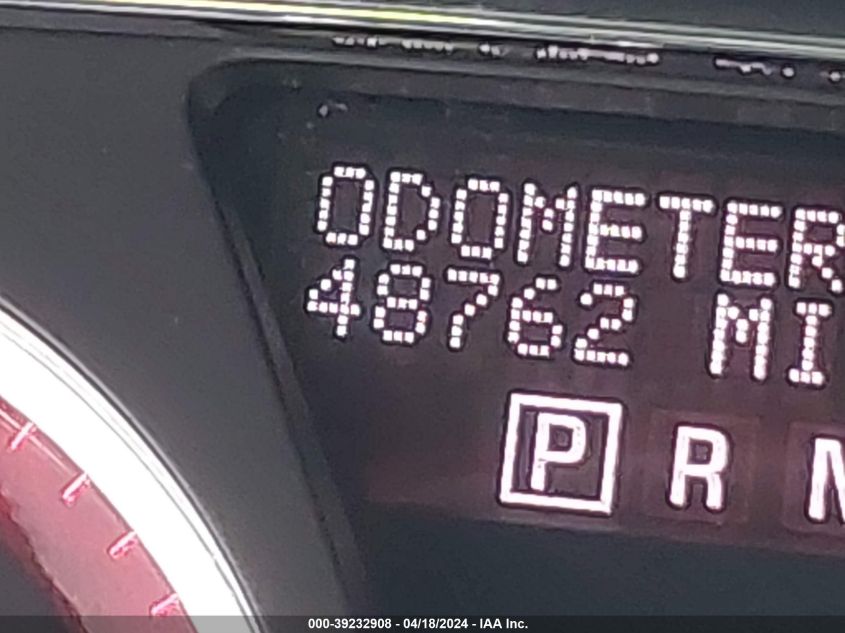 ODOMETER
48762 MI
P R N
000-39232908 - 04/18/2024 - IAA Inc.